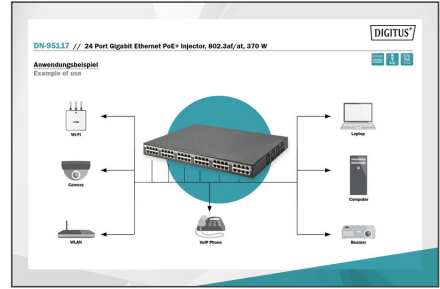 DIGITUS®
DN-95117 // 24 Port Gigabit Ethernet PoE+ Injector, 802.3af/at, 370 W
Anwendungsbeispiel
Example of use
Wi-Fi
Laptop
Camera
Computer
WLAN
VoIP Phone
Beamer